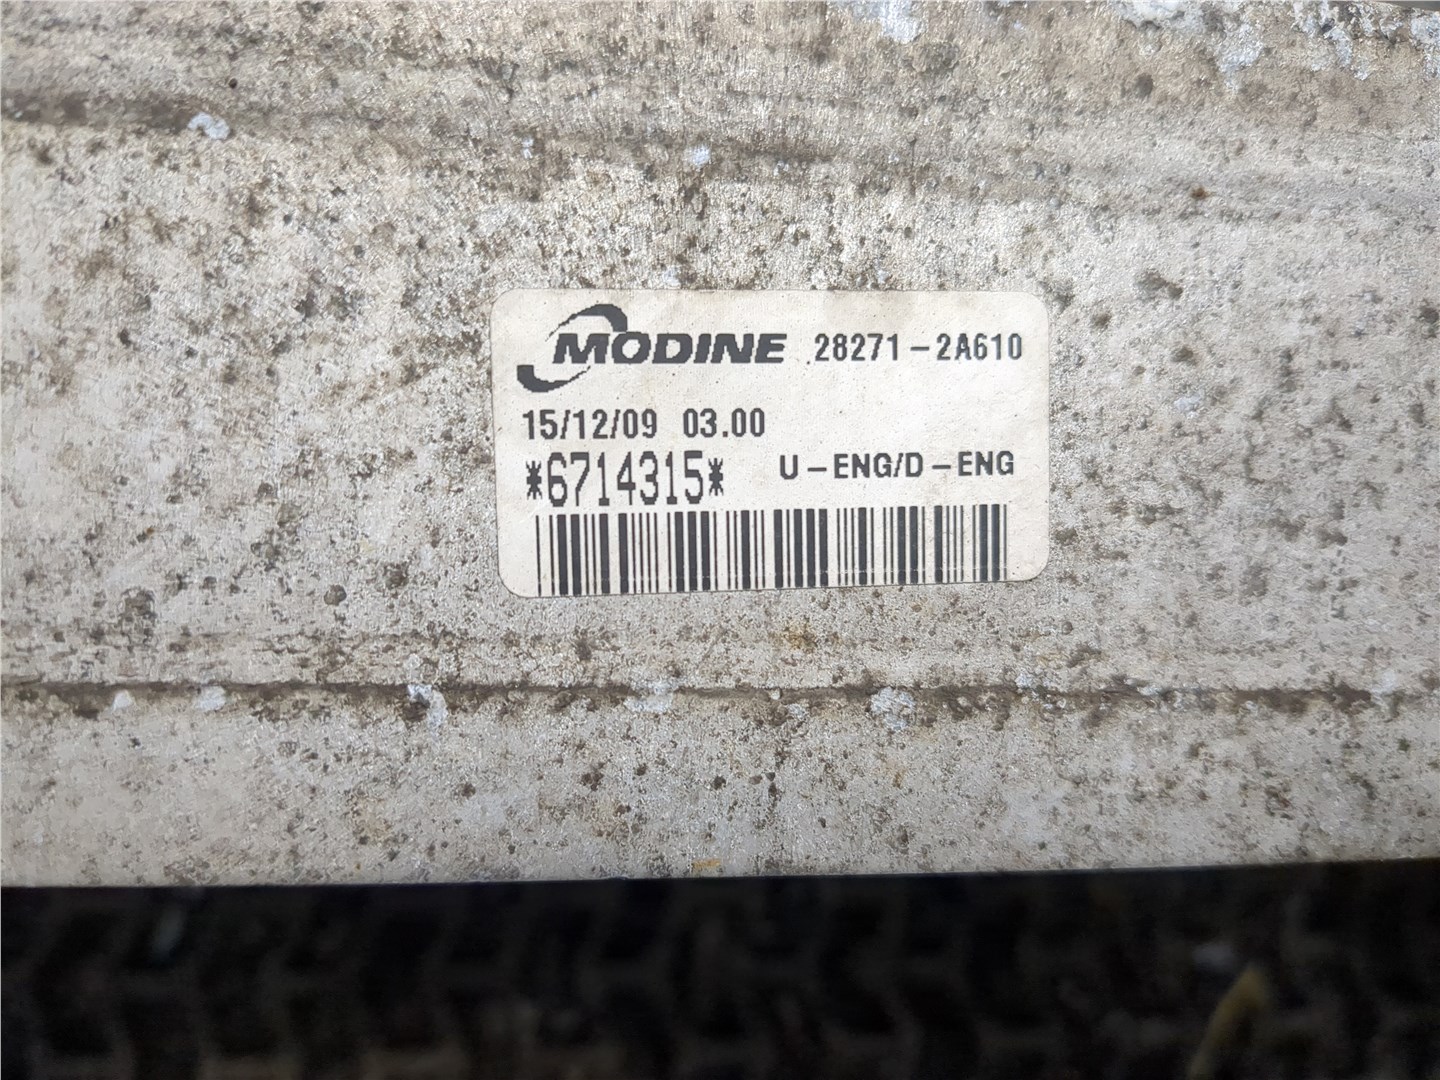 MODINE 28271-2A610
15/12/09 03.00
*6714315* U-ENG/D-ENG